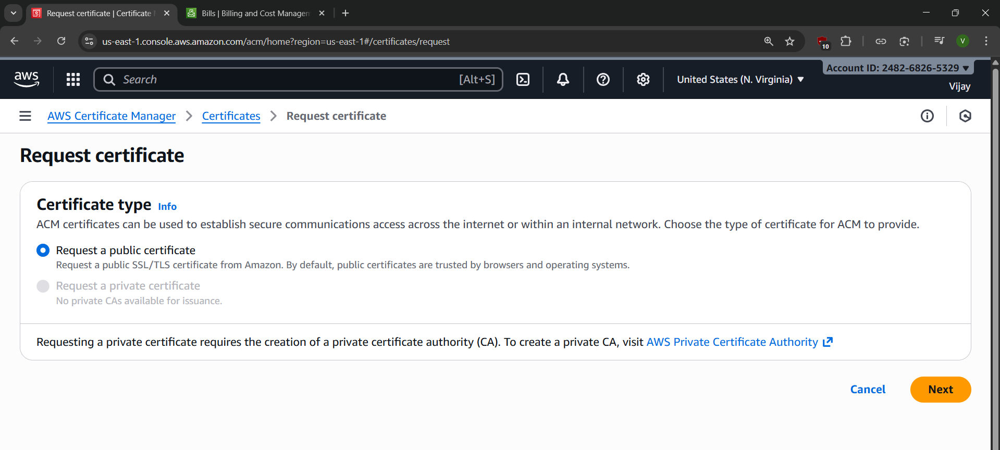 Request certificate | Certificate
Bills | Billing and Cost Managem
us-east-1.console.aws.amazon.com/acm/home?region=us-east-1#/certificates/request
10
V
aws
Search
[Alt+S]
United States (N. Virginia)
Account ID: 2482-6826-5329
Vijay
AWS Certificate Manager
Certificates
Request certificate
Request certificate
Certificate type Info
ACM certificates can be used to establish secure communications access across the internet or within an internal network. Choose the type of certificate for ACM to provide.
Request a public certificate
Request a public SSL/TLS certificate from Amazon. By default, public certificates are trusted by browsers and operating systems.
Request a private certificate
No private CAs available for issuance.
Requesting a private certificate requires the creation of a private certificate authority (CA). To create a private CA, visit AWS Private Certificate Authority
Cancel
Next